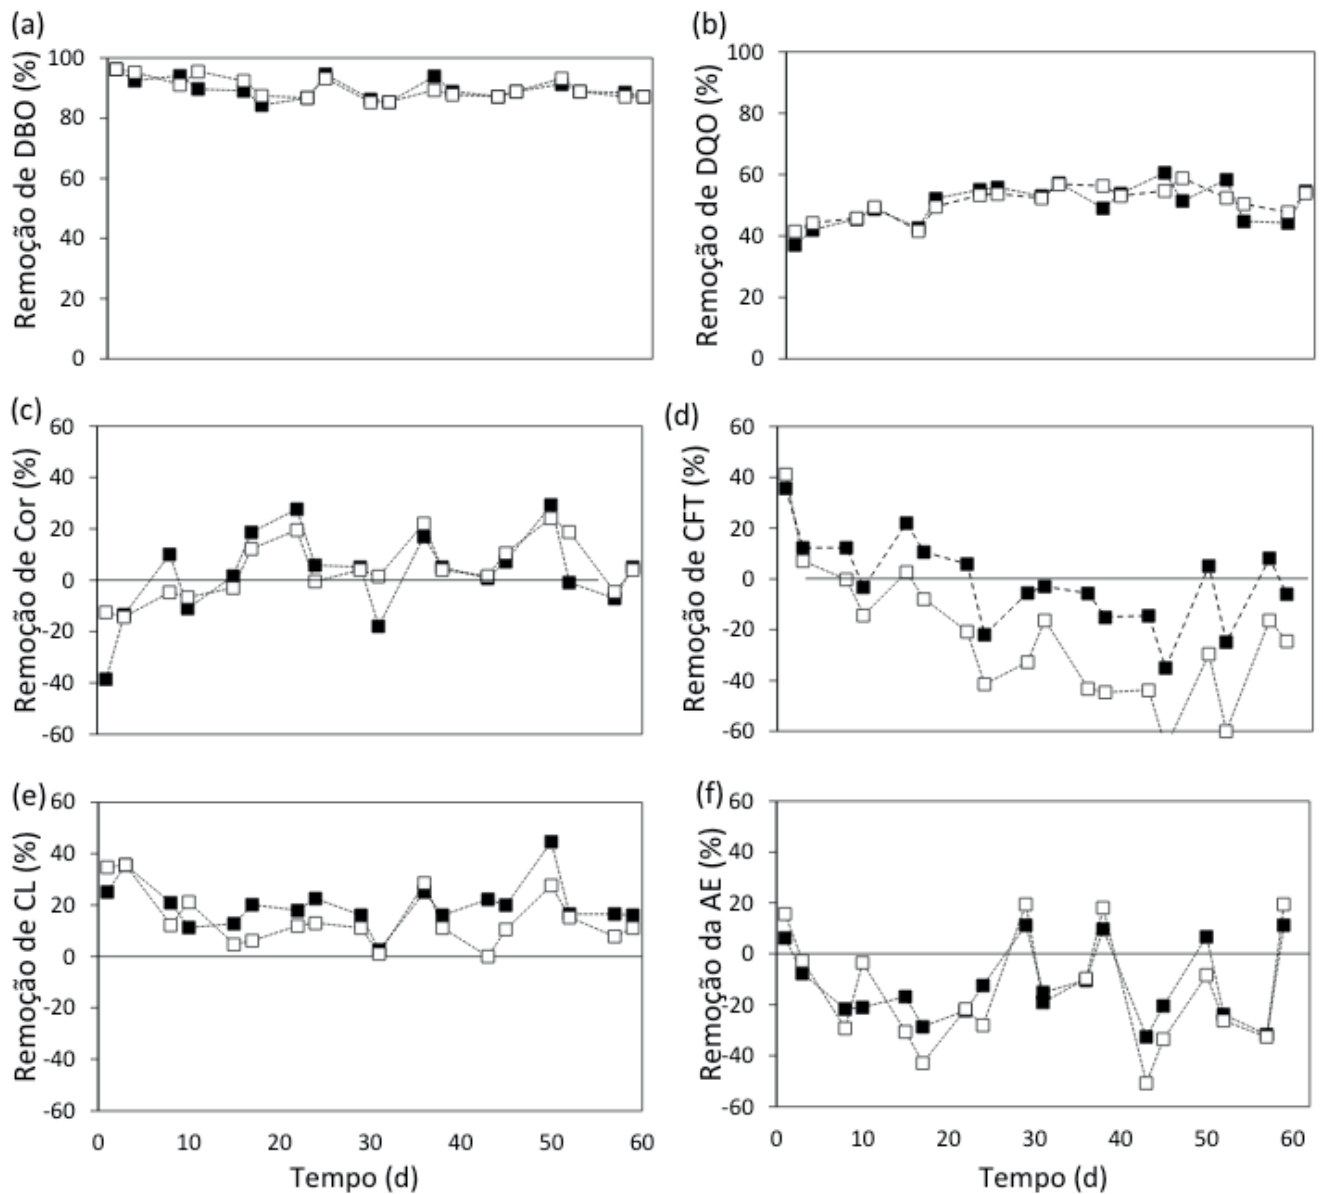 (a)
Remoção de DBO (%)
100
80
60
40
20
0
(b)
Remoção de DQO (%)
100
80
60
40
20
0
(c)
Remoção de Cor (%)
60
40
20
0
-20
-40
-60
(d)
Remoção de CFT (%)
60
40
20
0
-20
-40
-60
(e)
Remoção de CL (%)
60
40
20
0
-20
-40
-60
0 10 20 30 40 50 60
Tempo (d)
(f)
Remoção da AE (%)
60
40
20
0
-20
-40
-60
0 10 20 30 40 50 60
Tempo (d)